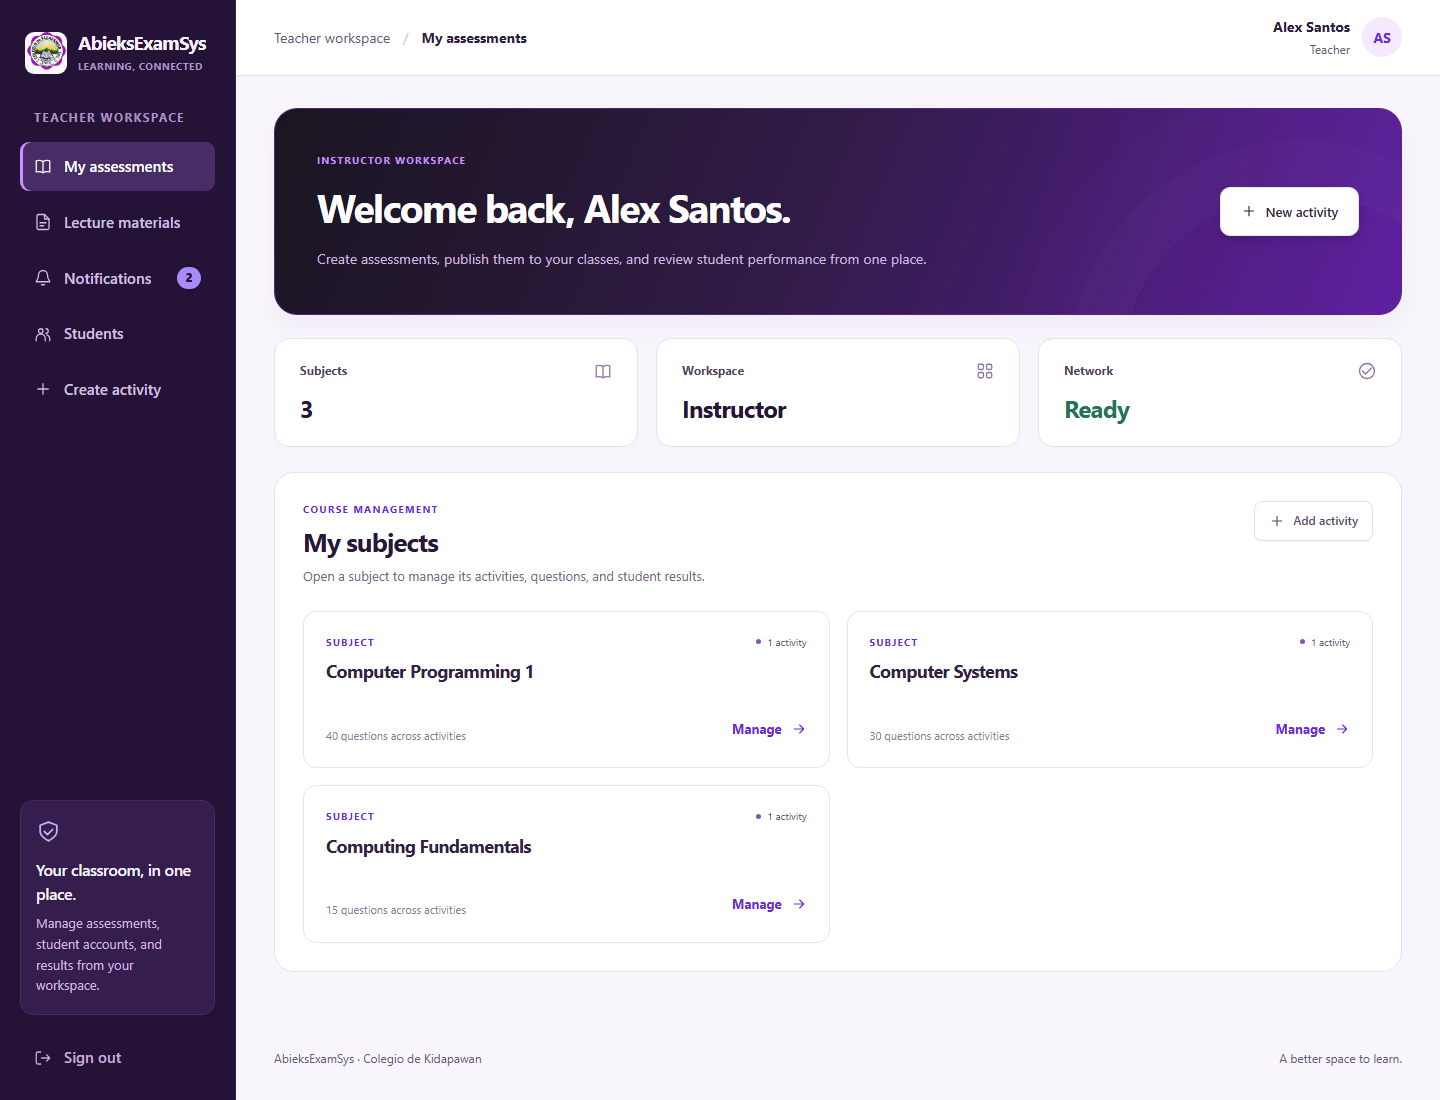 AbieksExamSys
LEARNING, CONNECTED
TEACHER WORKSPACE
My assessments
Lecture materials
Notifications 2
Students
Create activity
Your classroom, in one
place.
Manage assessments,
student accounts, and
results from your
workspace.
Sign out
Teacher workspace / My assessments
Alex Santos
Teacher
AS
INSTRUCTOR WORKSPACE
Welcome back, Alex Santos.
Create assessments, publish them to your classes, and review student performance from one place.
New activity
Subjects
3
Workspace
Instructor
Network
Ready
COURSE MANAGEMENT
My subjects
Open a subject to manage its activities, questions, and student results.
Add activity
SUBJECT
1 activity
Computer Programming 1
40 questions across activities
Manage
SUBJECT
1 activity
Computer Systems
30 questions across activities
Manage
SUBJECT
1 activity
Computing Fundamentals
15 questions across activities
Manage
AbieksExamSys · Colegio de Kidapawan
A better space to learn.